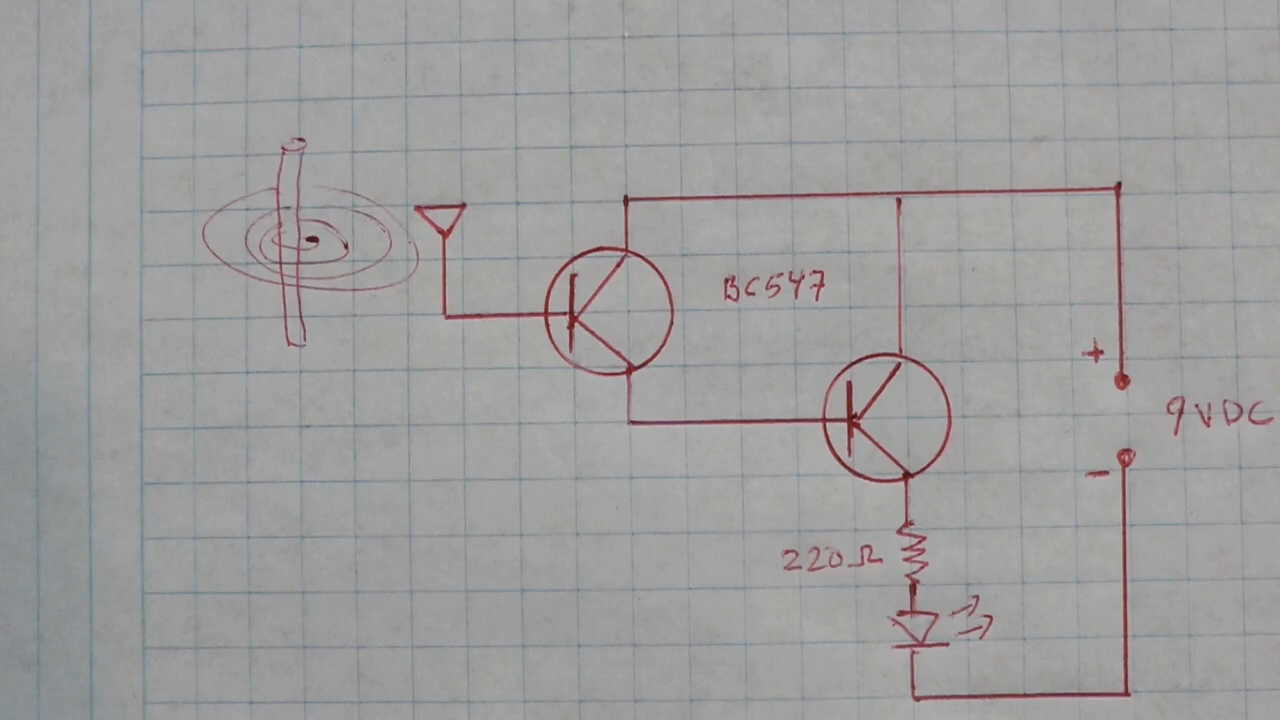 BC547
+
9VDC
-
220Ω